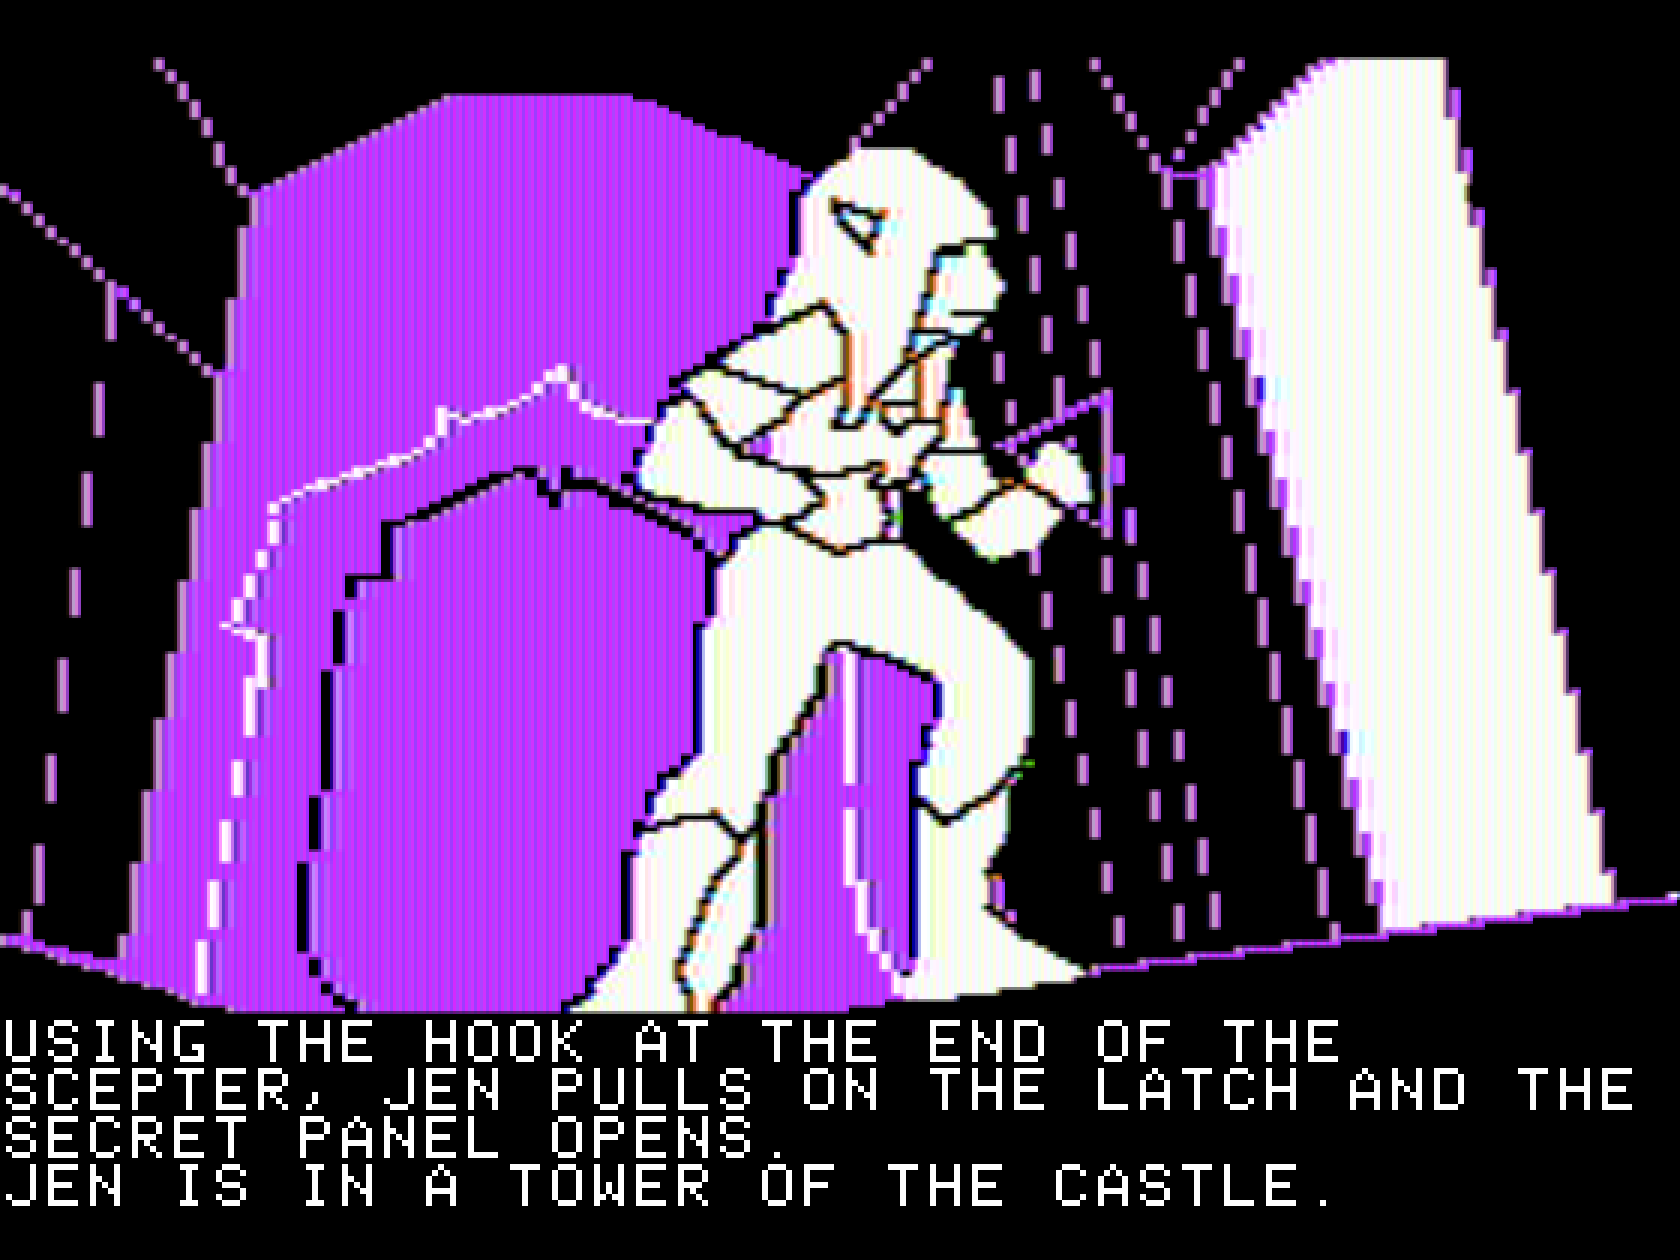 USING THE HOOK AT THE END OF THE
SCEPTER, JEN PULLS ON THE LATCH AND THE
SECRET PANEL OPENS.
JEN IS IN A TOWER OF THE CASTLE.